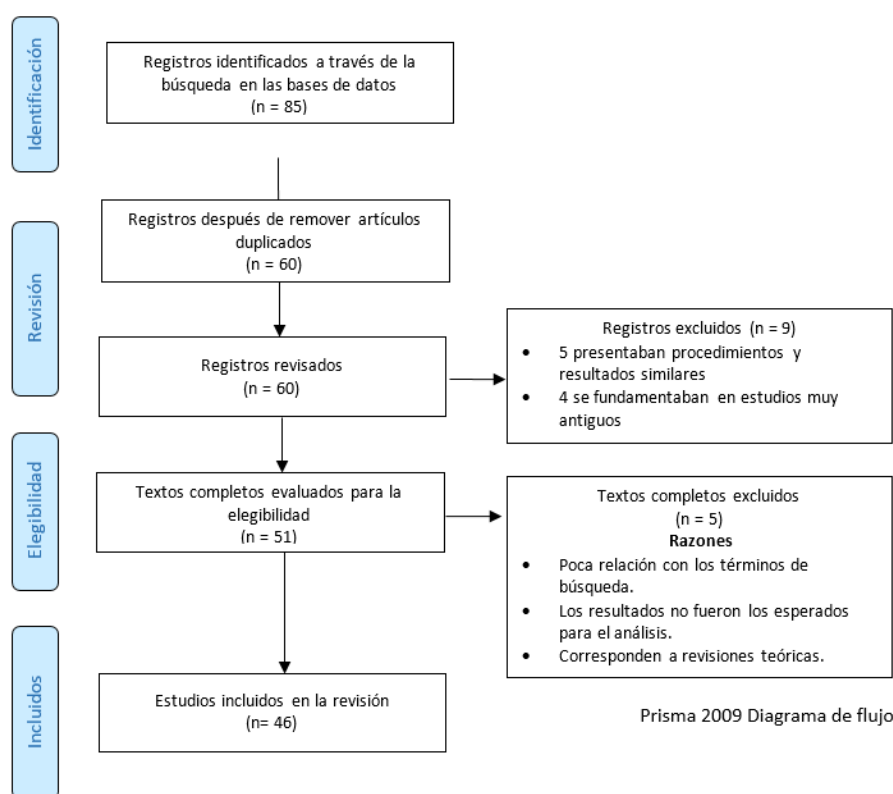 Identificación
Registros identificados a través de la
búsqueda en las bases de datos
(n = 85)
Revisión
Registros después de remover artículos
duplicados
(n = 60)
Registros revisados
(n = 60)
Registros excluidos (n = 9)
• 5 presentaban procedimientos y
resultados similares
• 4 se fundamentaban en estudios muy
antiguos
Elegibilidad
Textos completos evaluados para la
elegibilidad
(n = 51)
Textos completos excluidos
(n = 5)
Razones
• Poca relación con los términos de
búsqueda.
• Los resultados no fueron los esperados
para el análisis.
• Corresponden a revisiones teóricas.
Incluidos
Estudios incluidos en la revisión
(n= 46)
Prisma 2009 Diagrama de flujo